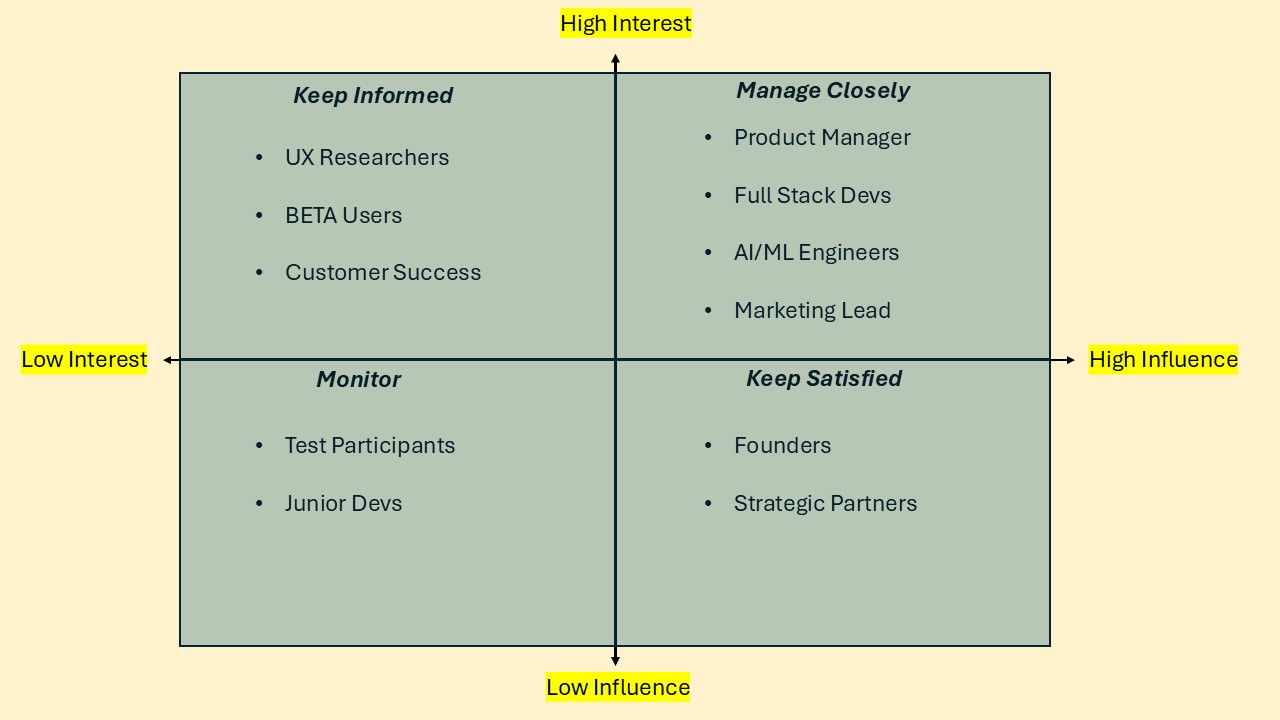 High Interest
Keep Informed
• UX Researchers
• BETA Users
• Customer Success
Manage Closely
• Product Manager
• Full Stack Devs
• AI/ML Engineers
• Marketing Lead
Low Interest
High Influence
Monitor
• Test Participants
• Junior Devs
Keep Satisfied
• Founders
• Strategic Partners
Low Influence